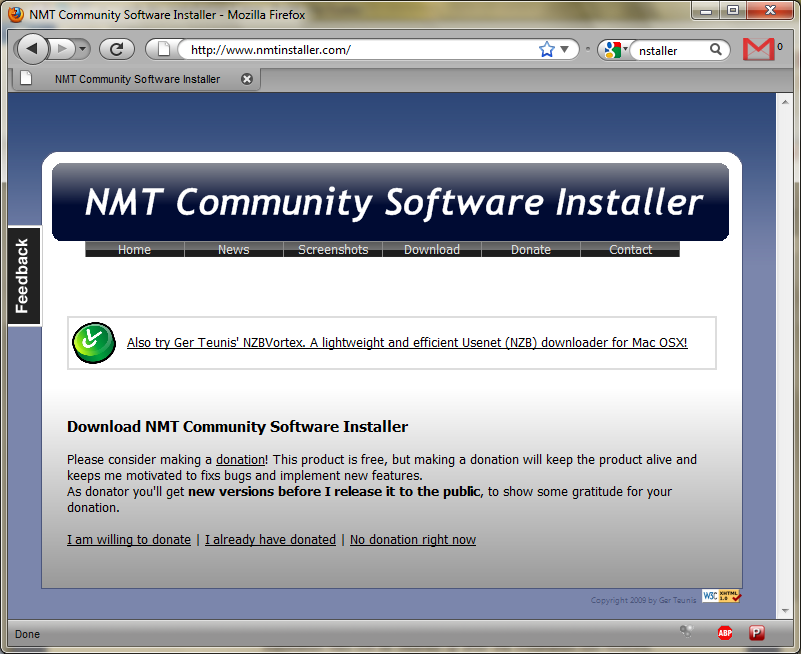 NMT Community Software Installer - Mozilla Firefox
http://www.nmtinstaller.com/
nstaller
0
NMT Community Software Installer
NMT Community Software Installer
Home News Screenshots Download Donate Contact
Feedback
Also try Ger Teunis' NZBVortex. A lightweight and efficient Usenet (NZB) downloader for Mac OSX!
Download NMT Community Software Installer
Please consider making a donation! This product is free, but making a donation will keep the product alive and
keeps me motivated to fixs bugs and implement new features.
As donator you'll get new versions before I release it to the public, to show some gratitude for your
donation.
I am willing to donate | I already have donated | No donation right now
Copyright 2009 by Ger Teunis
W3C XHTML 1.0
Done
ABP
P